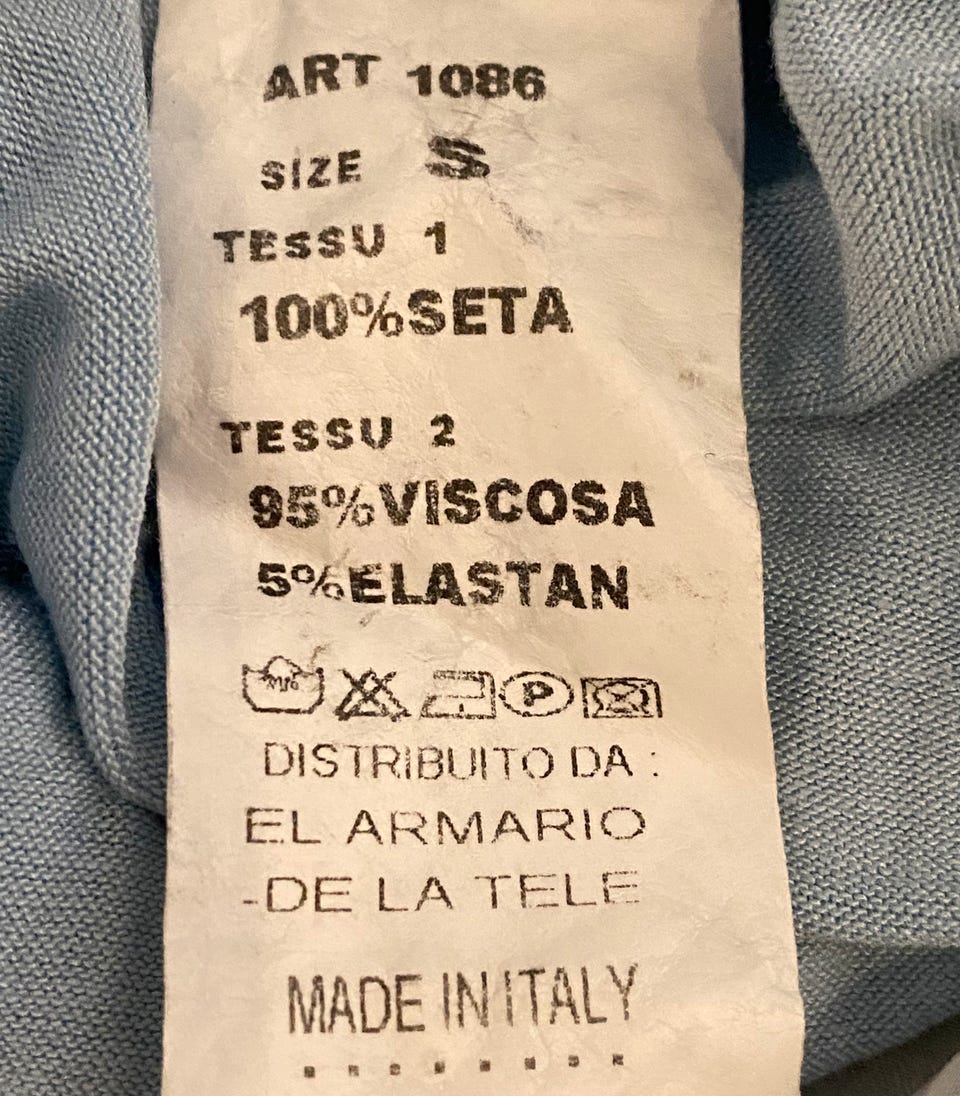 ART 1086
SIZE S
TESSU 1
100%SETA
TESSU 2
95%VISCOSA
5%ELASTAN
P
DISTRIBUITO DA :
EL ARMARIO
-DE LA TELE
MADE IN ITALY